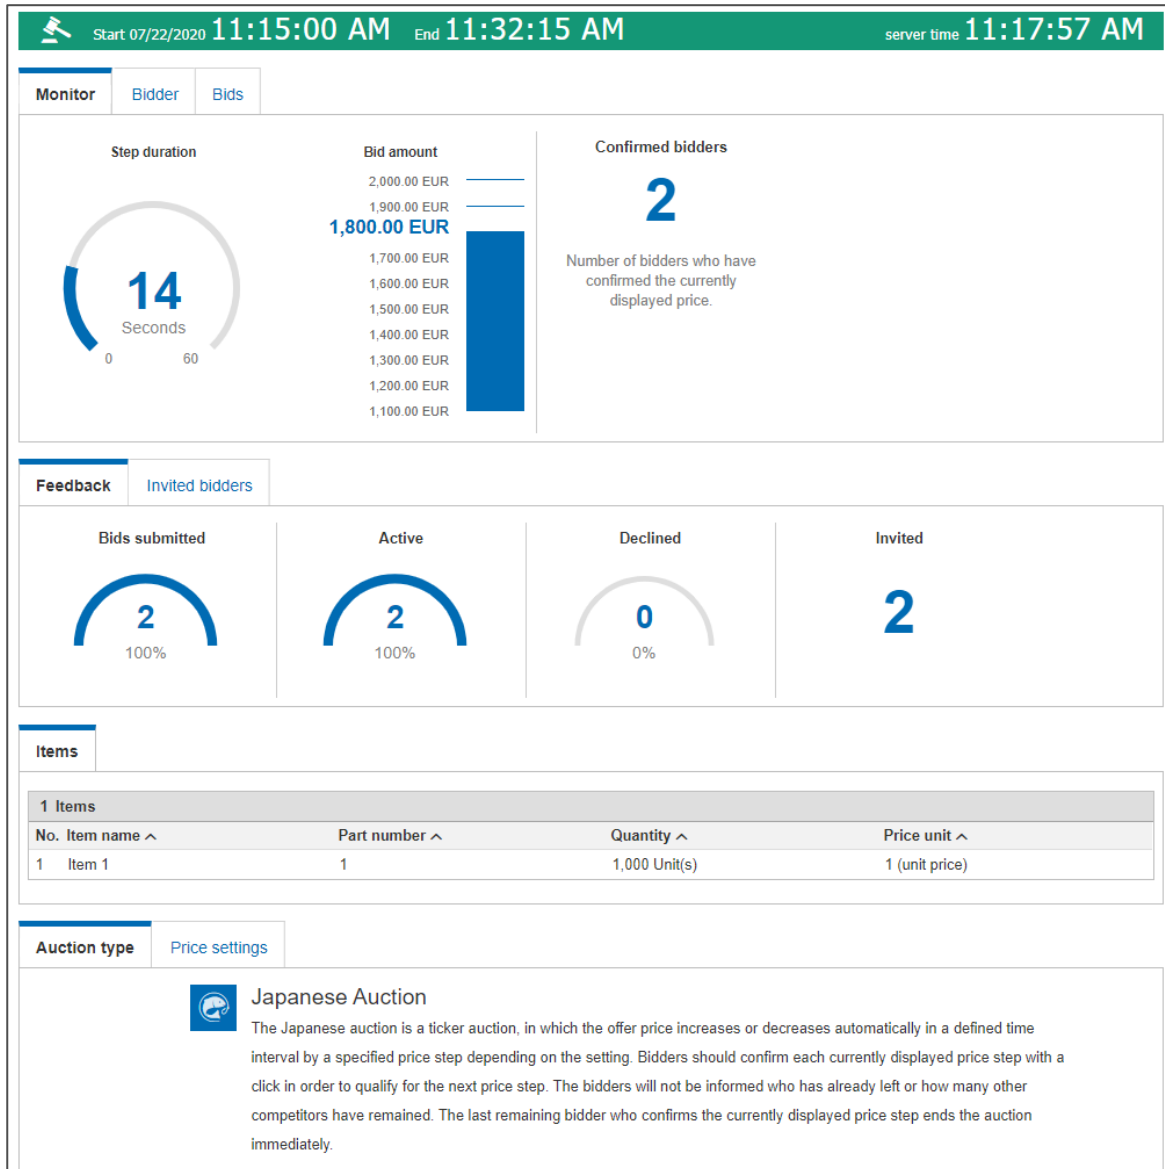 Start 07/22/2020 11:15:00 AM End 11:32:15 AM server time 11:17:57 AM
Monitor Bidder Bids
Step duration
14
Seconds
0 60
Bid amount
2,000.00 EUR
1,900.00 EUR
1,800.00 EUR
1,700.00 EUR
1,600.00 EUR
1,500.00 EUR
1,400.00 EUR
1,300.00 EUR
1,200.00 EUR
1,100.00 EUR
Confirmed bidders
2
Number of bidders who have
confirmed the currently
displayed price.
Feedback Invited bidders
Bids submitted
2
100%
Active
2
100%
Declined
0
0%
Invited
2
Items
1 Items
No. Item name Part number Quantity Price unit
1 Item 1 1 1,000 Unit(s) 1 (unit price)
Auction type Price settings
Japanese Auction
The Japanese auction is a ticker auction, in which the offer price increases or decreases automatically in a defined time
interval by a specified price step depending on the setting. Bidders should confirm each currently displayed price step with a
click in order to qualify for the next price step. The bidders will not be informed who has already left or how many other
competitors have remained. The last remaining bidder who confirms the currently displayed price step ends the auction
immediately.